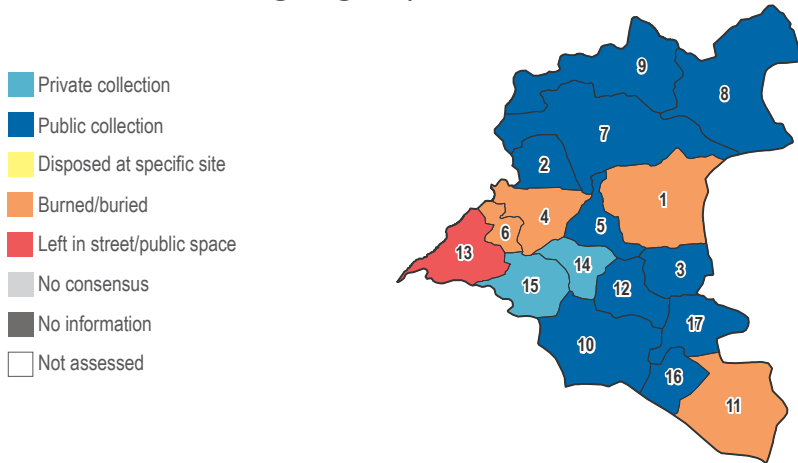 Private collection
Public collection
Disposed at specific site
Burned/buried
Left in street/public space
No consensus
No information
Not assessed
9
8
7
2
1
4
5
6
13
14
3
15
12
17
10
16
11